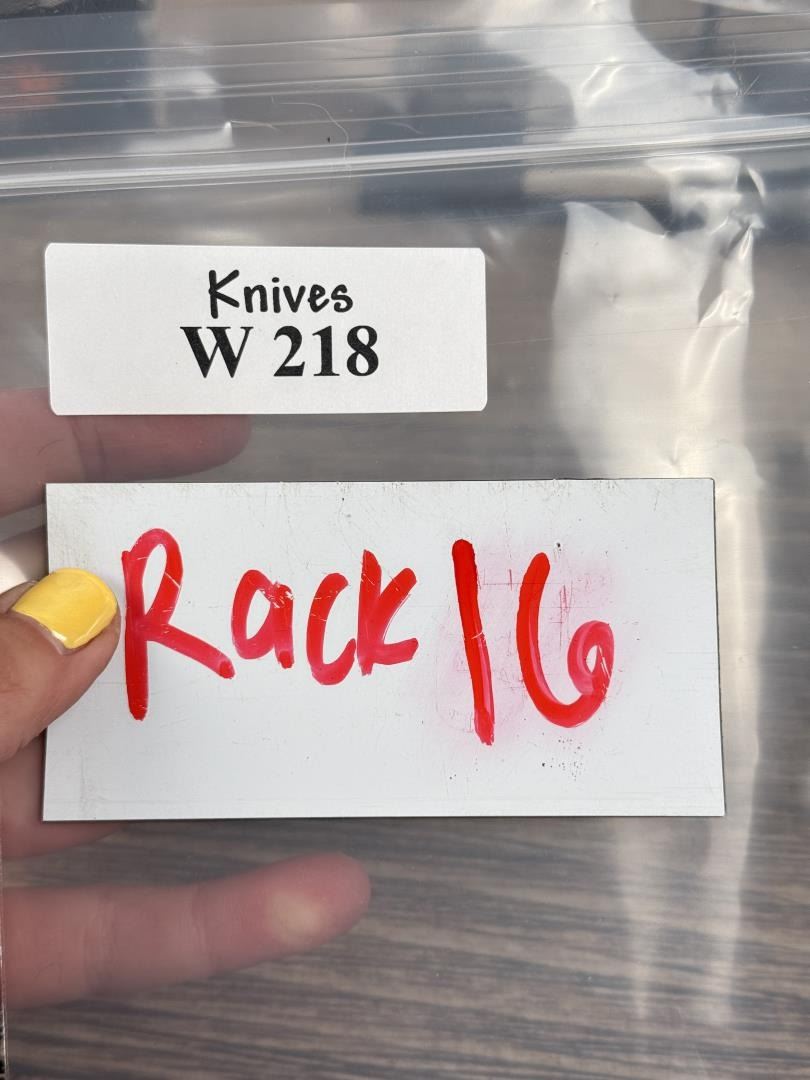 Knives
W 218
Rack 16